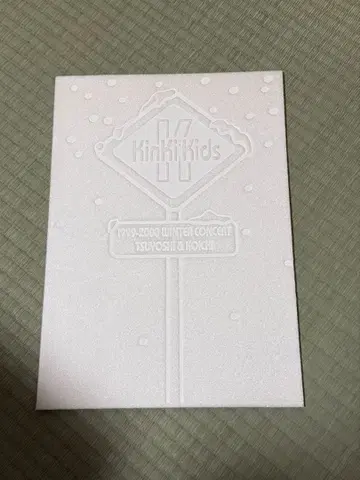 K
KinKi Kids
1999-2000 WINTER CONCERT
TSUYOSHI & KOICHI